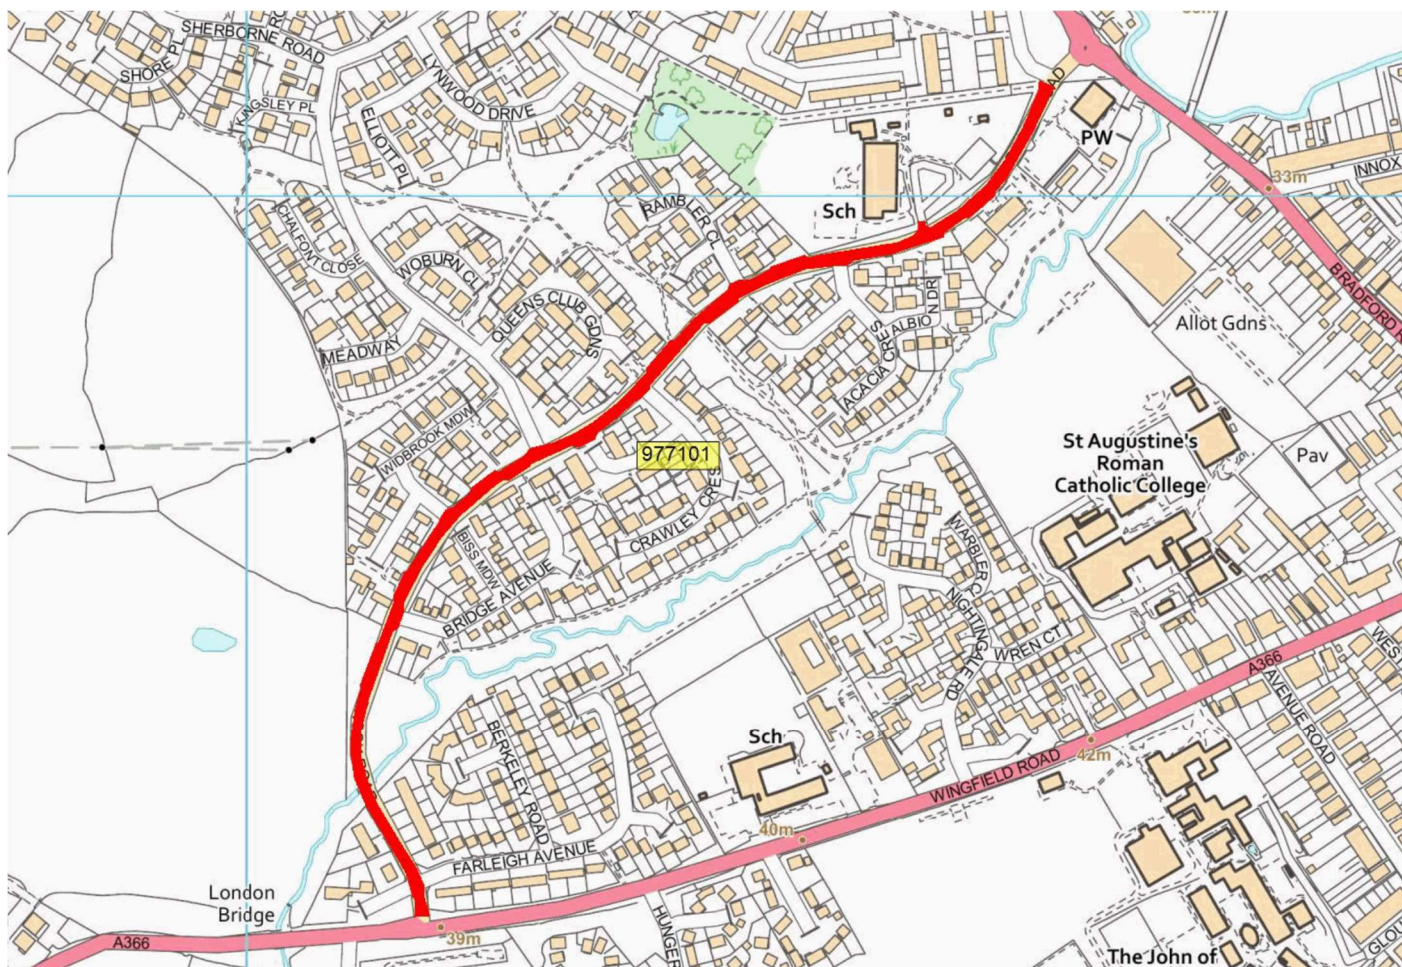 SHERBORNE ROAD
SHORE PL
KINGSLEY PL
LYNWOOD DRIVE
ELLIOTT PL
CHALFONT CLOSE
WOBURN CL
RAMBLER CL
Sch
PW
33m
INNOX
BRADFORD R
QUEENS CLUB GDNS
MEADWAY
ALBION DR
ACACIA CRES
Allot Gdns
WIDBROOK MDW
977101
St Augustine's
Roman
Catholic College
Pav
CRAWLEY CRES
BISS MDW
BRIDGE AVENUE
WARBLER
NIGHTINGALE RD
WREN CT
A366
WEST
AVENUE ROAD
BERKELEY ROAD
Sch
42m
WINGFIELD ROAD
40m
FARLEIGH AVENUE
London
Bridge
A366
39m
HUNGER
GLOU
The John of